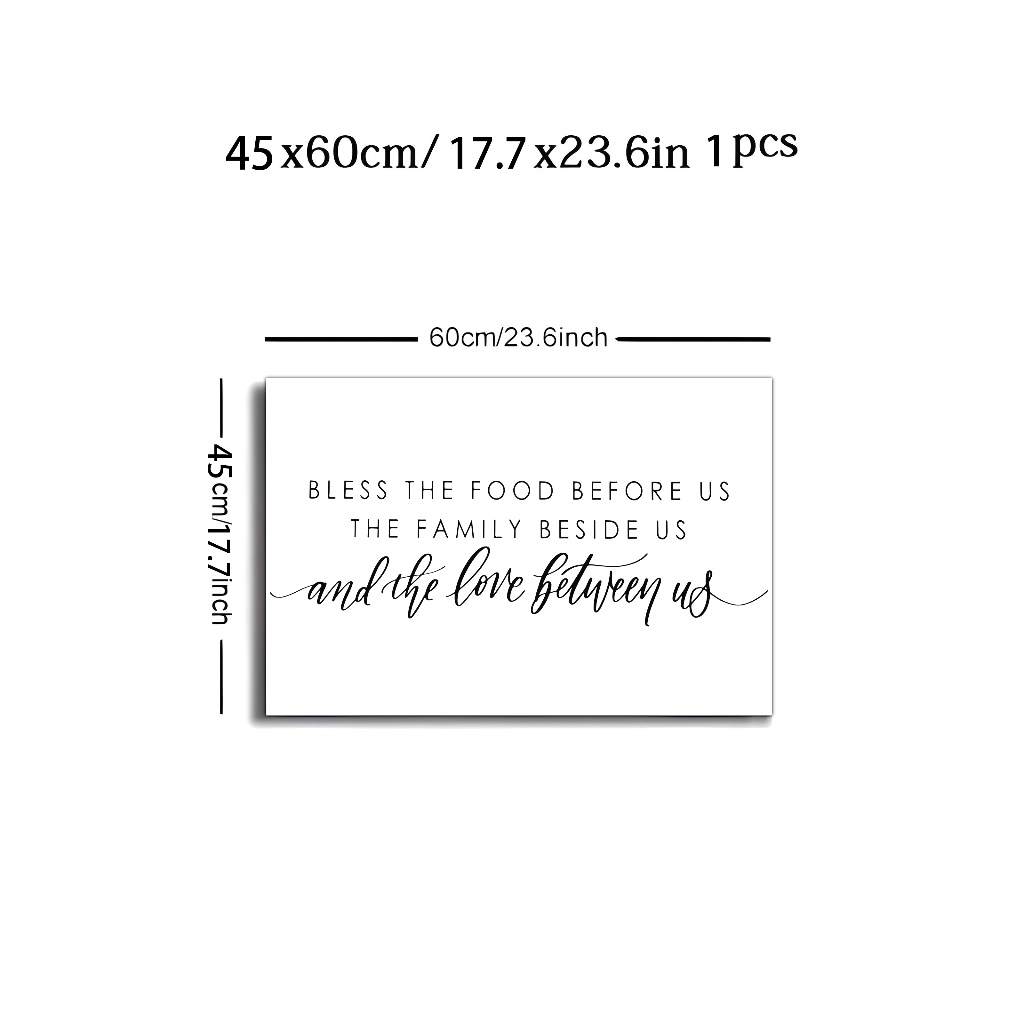 45x60cm/ 17.7x23.6in 1pcs
60cm/23.6inch
45cm/17.7inch
BLESS THE FOOD BEFORE US
THE FAMILY BESIDE US
and the love between us